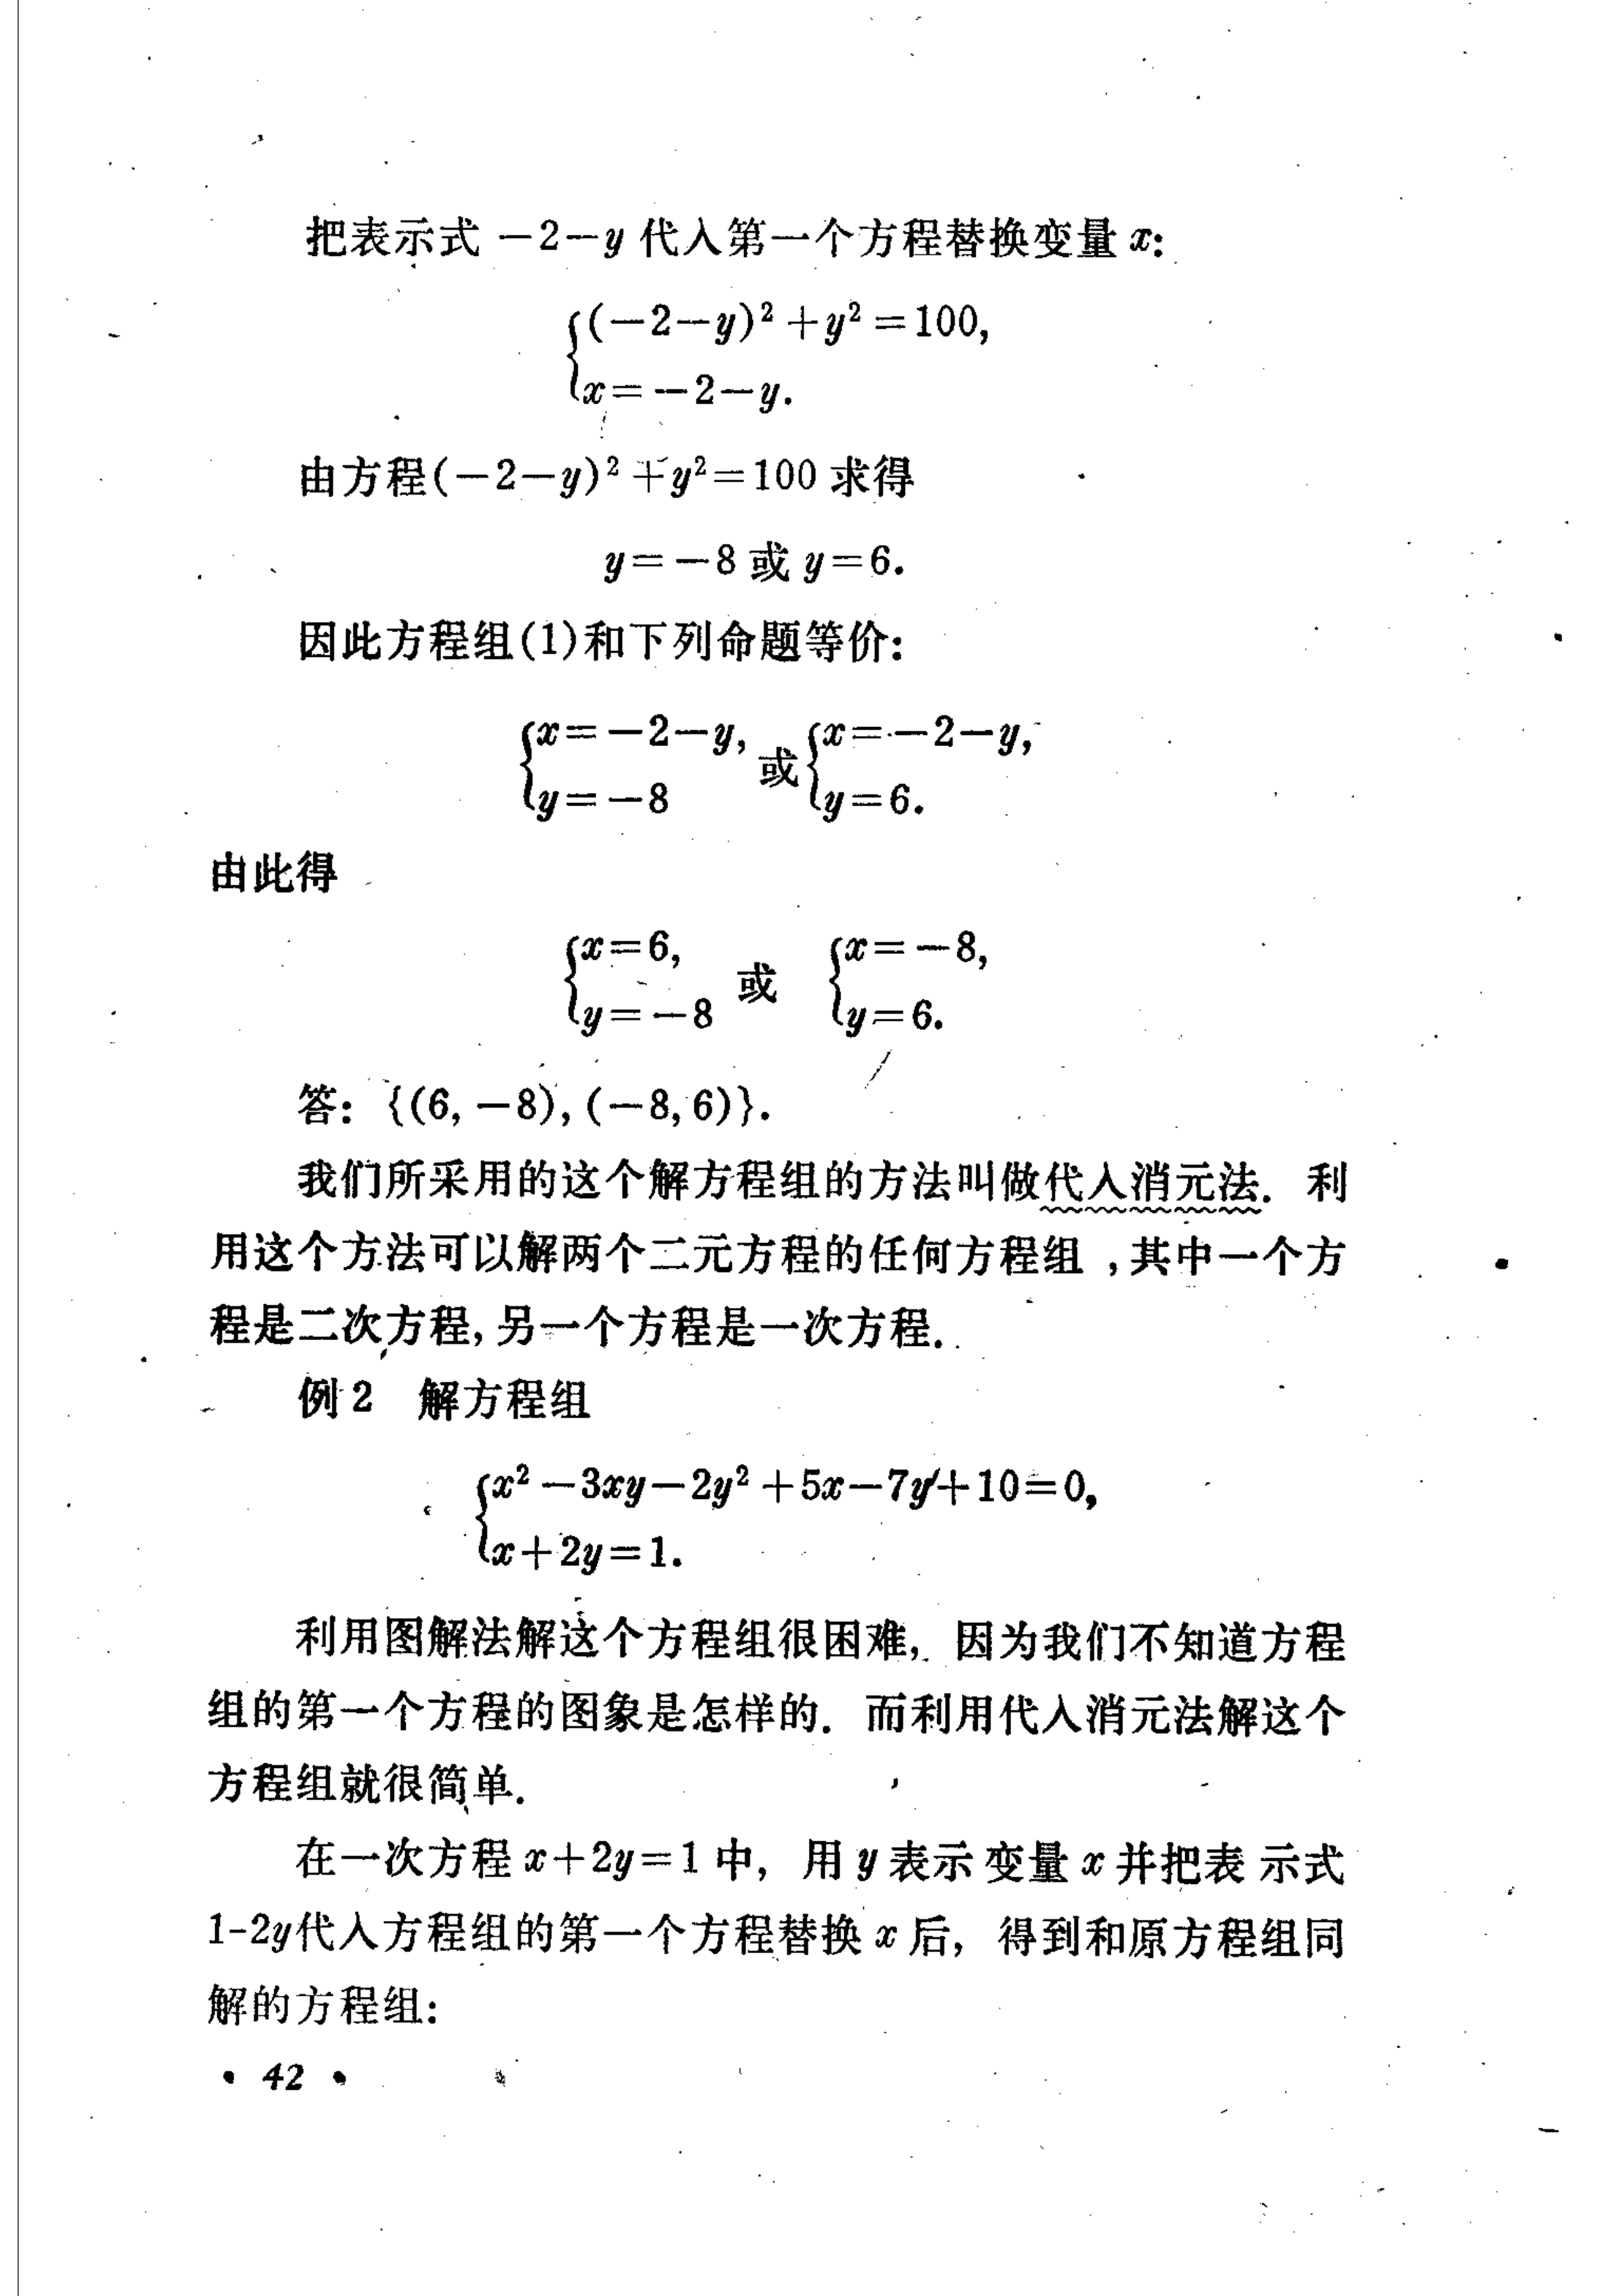 把表示式 －2－y 代入第一个方程替换变量 x:
{(－2－y)²＋y²＝100,
x＝－2－y.
由方程(－2－y)²＋y²＝100 求得
y＝－8 或 y＝6.
因此方程组(1)和下列命题等价:
{x＝－2－y, 或 {x＝－2－y,
y＝－8 y＝6.
由此得
{x＝6, 或 {x＝－8,
y＝－8 y＝6.
答: {(6, －8), (－8, 6)}.
我们所采用的这个解方程组的方法叫做代入消元法. 利
用这个方法可以解两个二元方程的任何方程组 ,其中一个方
程是二次方程, 另一个方程是一次方程.
例 2 解方程组
{x²－3xy－2y²＋5x－7y＋10＝0,
x＋2y＝1.
利用图解法解这个方程组很困难, 因为我们不知道方程
组的第一个方程的图象是怎样的. 而利用代入消元法解这个
方程组就很简单.
在一次方程 x＋2y＝1 中, 用 y 表示变量 x 并把表示式
1-2y代入方程组的第一个方程替换 x 后, 得到和原方程组同
解的方程组:
• 42 •